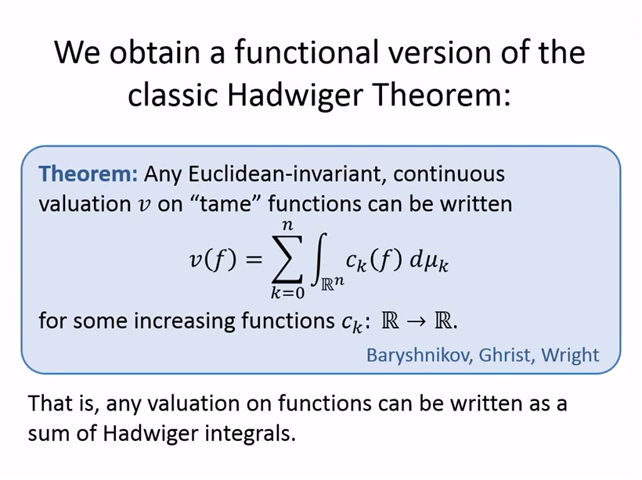 We obtain a functional version of the
classic Hadwiger Theorem:
Theorem: Any Euclidean-invariant, continuous
valuation 𝑣 on “tame” functions can be written
𝑣(𝑓) = ∑_{𝑘=0}^{𝑛} ∫_{ℝ^𝑛} 𝑐_𝑘(𝑓) 𝑑𝜇_𝑘
for some increasing functions 𝑐_𝑘: ℝ → ℝ.
Baryshnikov, Ghrist, Wright
That is, any valuation on functions can be written as a
sum of Hadwiger integrals.